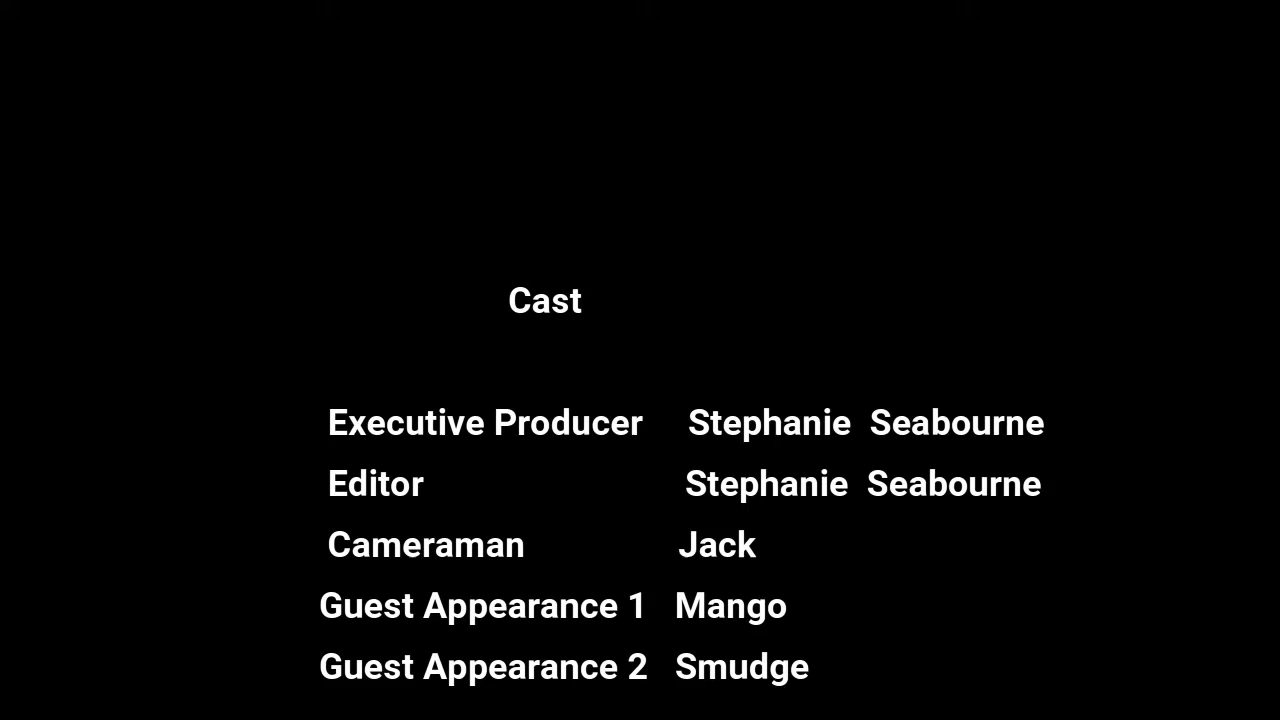 Cast
Executive Producer Stephanie Seabourne
Editor Stephanie Seabourne
Cameraman Jack
Guest Appearance 1 Mango
Guest Appearance 2 Smudge